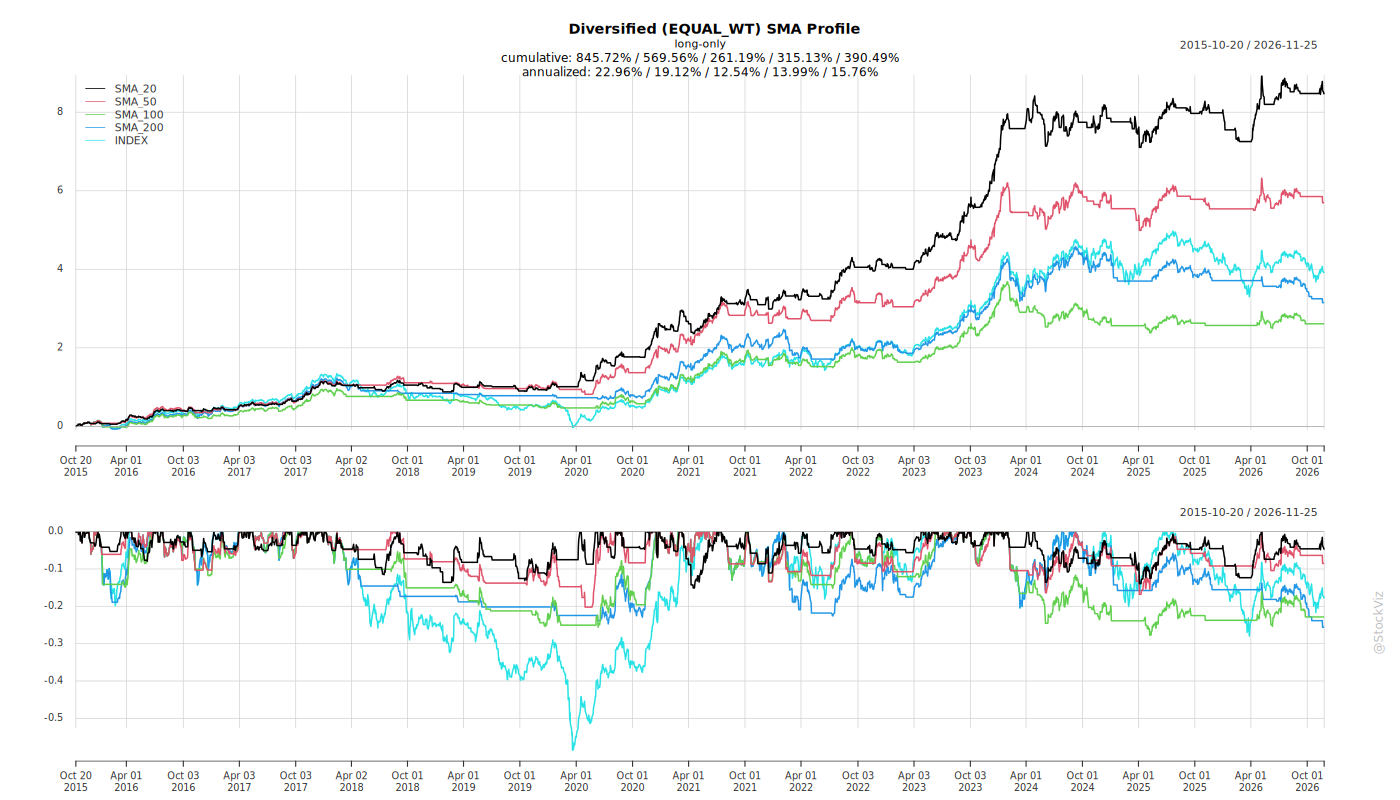 Diversified (EQUAL_WT) SMA Profile
long-only
cumulative: 845.72% / 569.56% / 261.19% / 315.13% / 390.49%
annualized: 22.96% / 19.12% / 12.54% / 13.99% / 15.76%
2015-10-20 / 2026-11-25
SMA_20
SMA_50
SMA_100
SMA_200
INDEX
8
6
4
2
0
Oct 20 Apr 01 Oct 03 Apr 03 Oct 03 Apr 02 Oct 01 Apr 01 Oct 01 Apr 01 Oct 01 Apr 01 Oct 01 Apr 01 Oct 03 Apr 03 Oct 03 Apr 01 Oct 01 Apr 01 Oct 01 Apr 01 Oct 01
2015 2016 2016 2017 2017 2018 2018 2019 2019 2020 2020 2021 2021 2022 2022 2023 2023 2024 2024 2025 2025 2026 2026
2015-10-20 / 2026-11-25
0.0
-0.1
-0.2
-0.3
-0.4
-0.5
Oct 20 Apr 01 Oct 03 Apr 03 Oct 03 Apr 02 Oct 01 Apr 01 Oct 01 Apr 01 Oct 01 Apr 01 Oct 01 Apr 01 Oct 03 Apr 03 Oct 03 Apr 01 Oct 01 Apr 01 Oct 01 Apr 01 Oct 01
2015 2016 2016 2017 2017 2018 2018 2019 2019 2020 2020 2021 2021 2022 2022 2023 2023 2024 2024 2025 2025 2026 2026
@StockViz